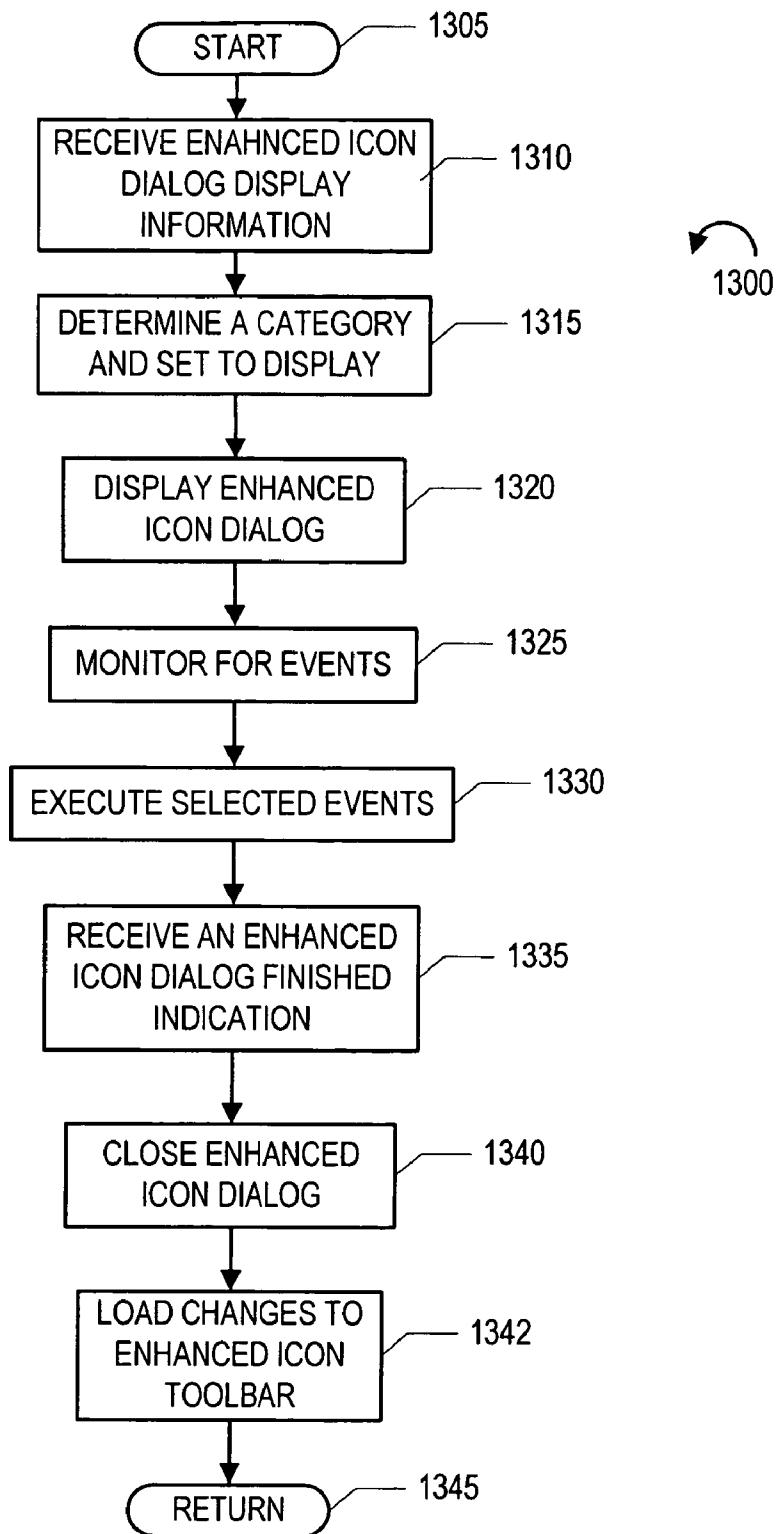 START
1305
RECEIVE ENAHNCED ICON
DIALOG DISPLAY
INFORMATION
1310
1300
DETERMINE A CATEGORY
AND SET TO DISPLAY
1315
DISPLAY ENHANCED
ICON DIALOG
1320
MONITOR FOR EVENTS
1325
EXECUTE SELECTED EVENTS
1330
RECEIVE AN ENHANCED
ICON DIALOG FINISHED
INDICATION
1335
CLOSE ENHANCED
ICON DIALOG
1340
LOAD CHANGES TO
ENHANCED ICON
TOOLBAR
1342
RETURN
1345